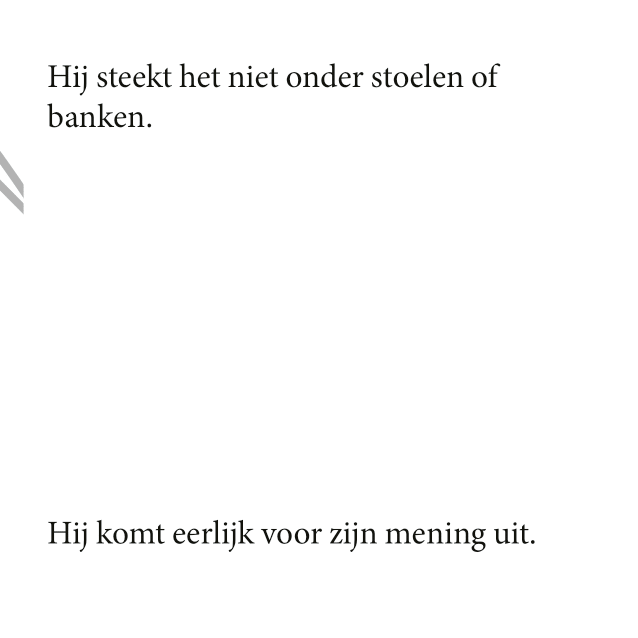 Hij steekt het niet onder stoelen of
banken.
Hij komt eerlijk voor zijn mening uit.